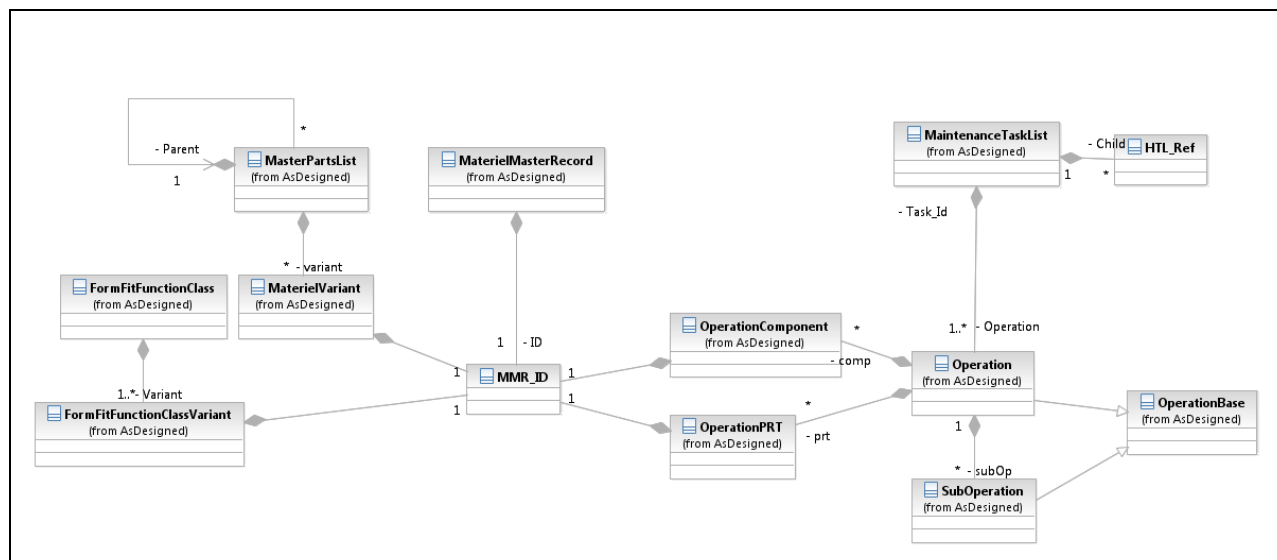 *
- Parent
1
MasterPartsList
(from AsDesigned)
MaterielMasterRecord
(from AsDesigned)
MaintenanceTaskList
(from AsDesigned)
- Child
1
*
HTL_Ref
(from AsDesigned)
- Task_Id
* - variant
FormFitFunctionClass
(from AsDesigned)
MaterielVariant
(from AsDesigned)
1 - ID
OperationComponent
(from AsDesigned)
*
- comp
1..* - Operation
Operation
(from AsDesigned)
1
1
MMR_ID
1
1
1..*- Variant
FormFitFunctionClassVariant
(from AsDesigned)
OperationPRT
(from AsDesigned)
*
- prt
OperationBase
(from AsDesigned)
1
* - subOp
SubOperation
(from AsDesigned)